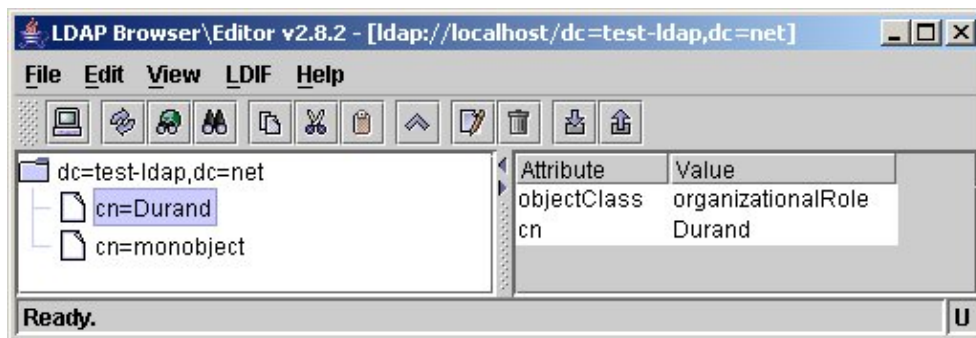 LDAP Browser\Editor v2.8.2 - [ldap://localhost/dc=test-ldap,dc=net]
File Edit View LDIF Help
dc=test-ldap,dc=net
cn=Durand
cn=monobject
Attribute Value
objectClass organizationalRole
cn Durand
Ready. U